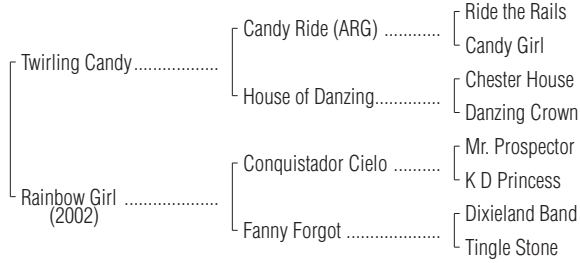 Ride the Rails
Candy Ride (ARG) ............
Candy Girl
Twirling Candy..................
Chester House
House of Danzing..............
Danzing Crown
Mr. Prospector
Conquistador Cielo ..........
K D Princess
Rainbow Girl ....................
(2002)
Dixieland Band
Fanny Forgot ....................
Tingle Stone